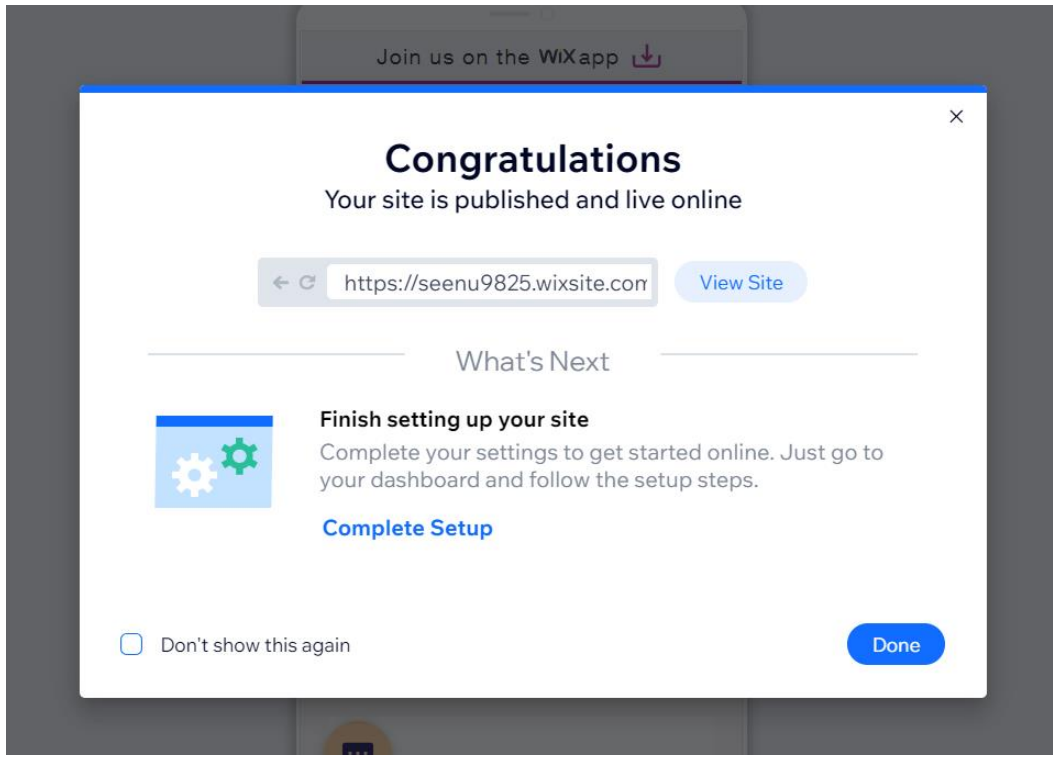 Join us on the WiX app
Congratulations
Your site is published and live online
https://seenu9825.wixsite.com
View Site
What's Next
Finish setting up your site
Complete your settings to get started online. Just go to
your dashboard and follow the setup steps.
Complete Setup
Don't show this again
Done